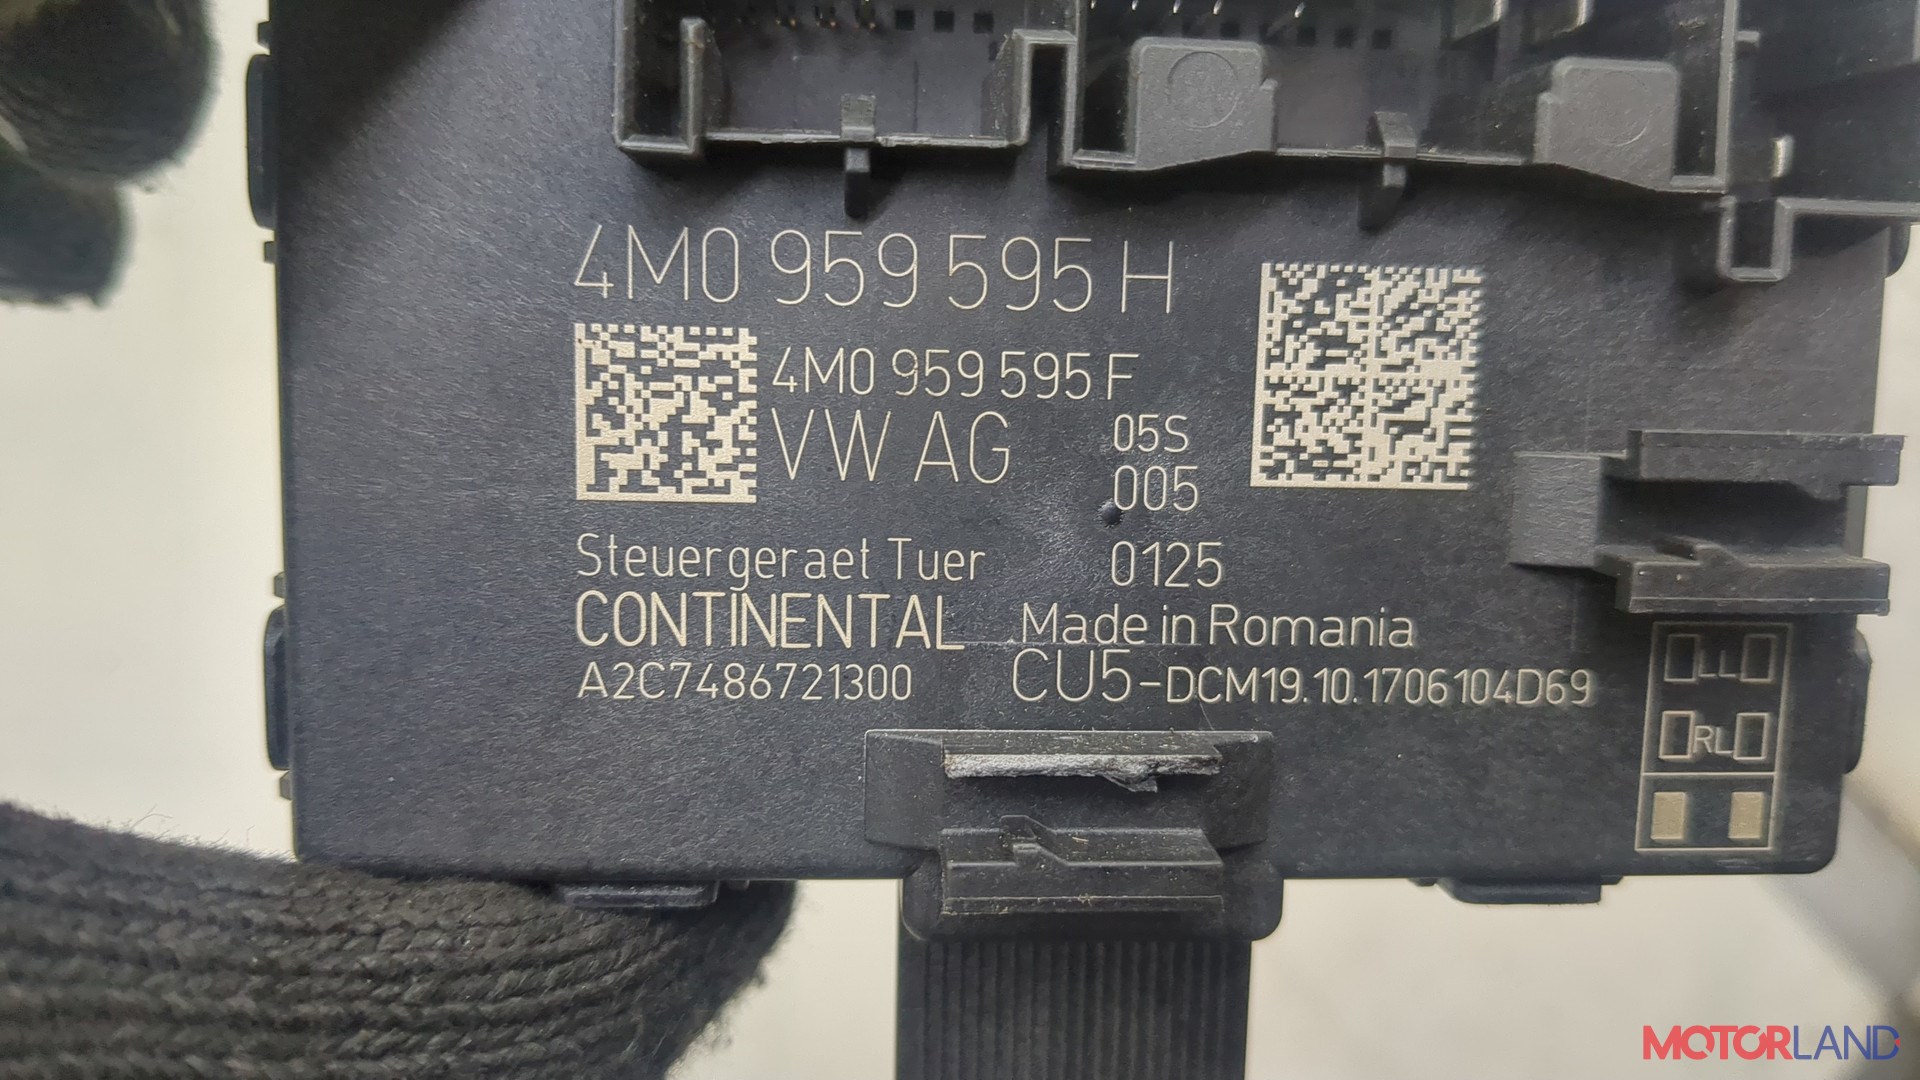 4M0 959 595 H
4M0 959 595 F
VW AG 05S
005
Steuergeraet Tuer 0125
CONTINENTAL Made in Romania
A2C7486721300 CU5-DCM19.10.1706104D69
LL
RL
MOTORLAND